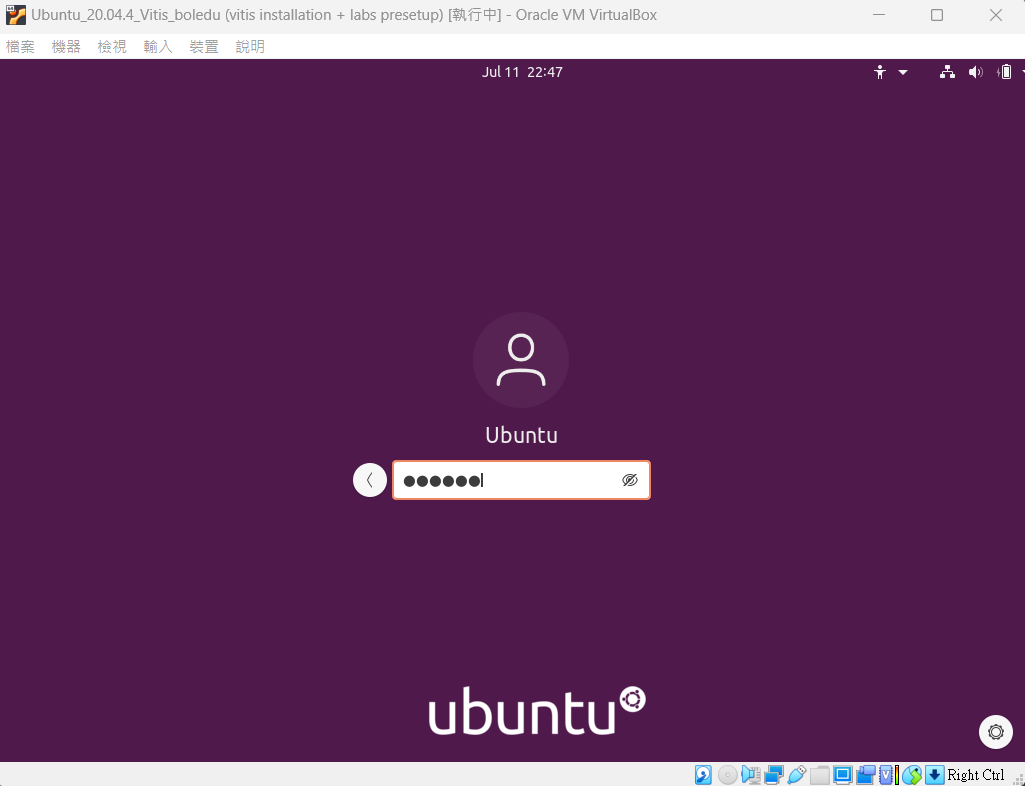 Ubuntu_20.04.4_Vitis_boledu (vitis installation + labs presetup) [執行中] - Oracle VM VirtualBox
檔案 機器 檢視 輸入 裝置 說明
Jul 11 22:47
Ubuntu
ubuntu
Right Ctrl